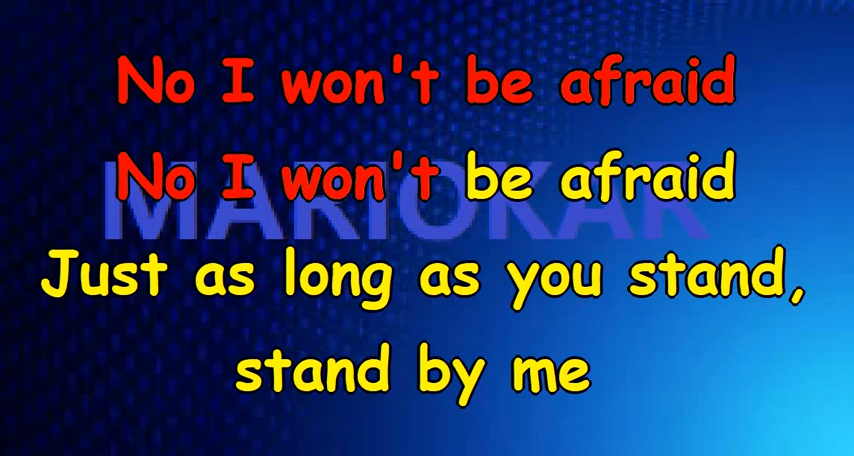 No I won't be afraid
No I won't be afraid
MARIOKAR
Just as long as you stand,
stand by me